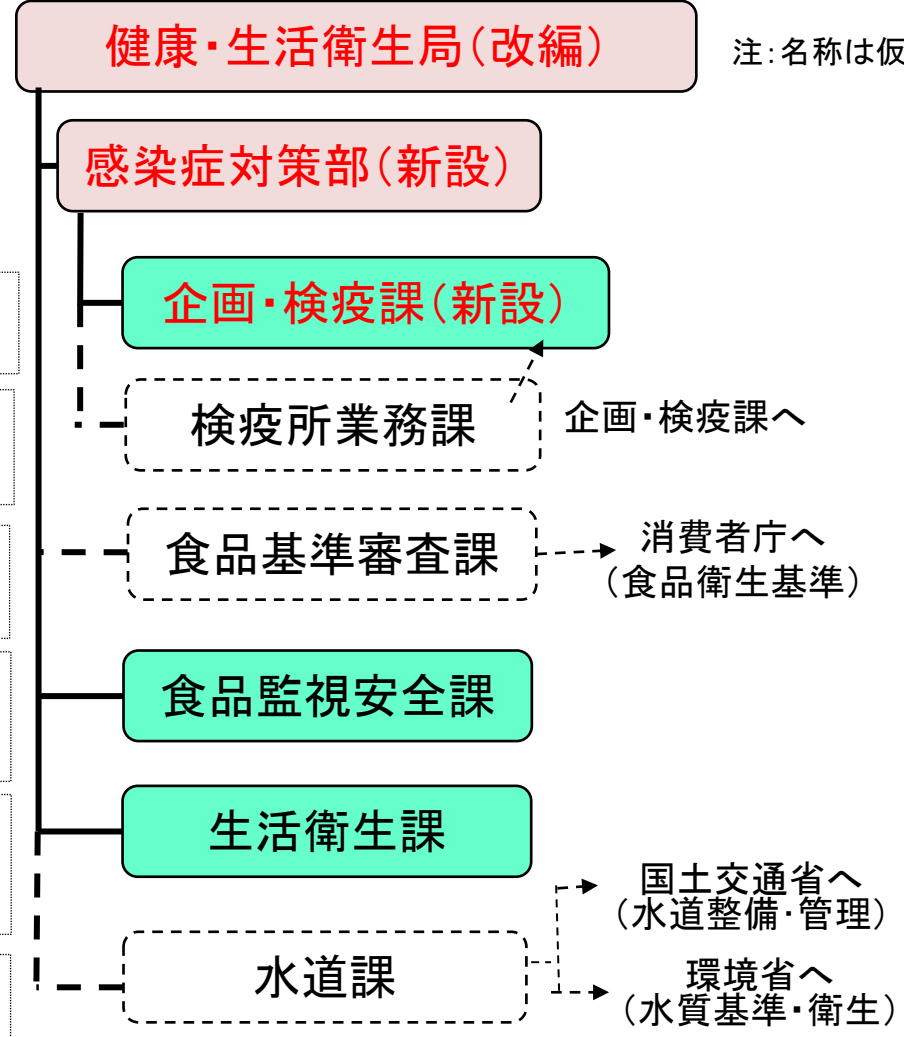 健康・生活衛生局(改編)
注:名称は仮
感染症対策部(新設)
企画・検疫課(新設)
検疫所業務課
企画・検疫課へ
食品基準審査課
消費者庁へ
(食品衛生基準)
食品監視安全課
生活衛生課
国土交通省へ
(水道整備・管理)
水道課
環境省へ
(水質基準・衛生)